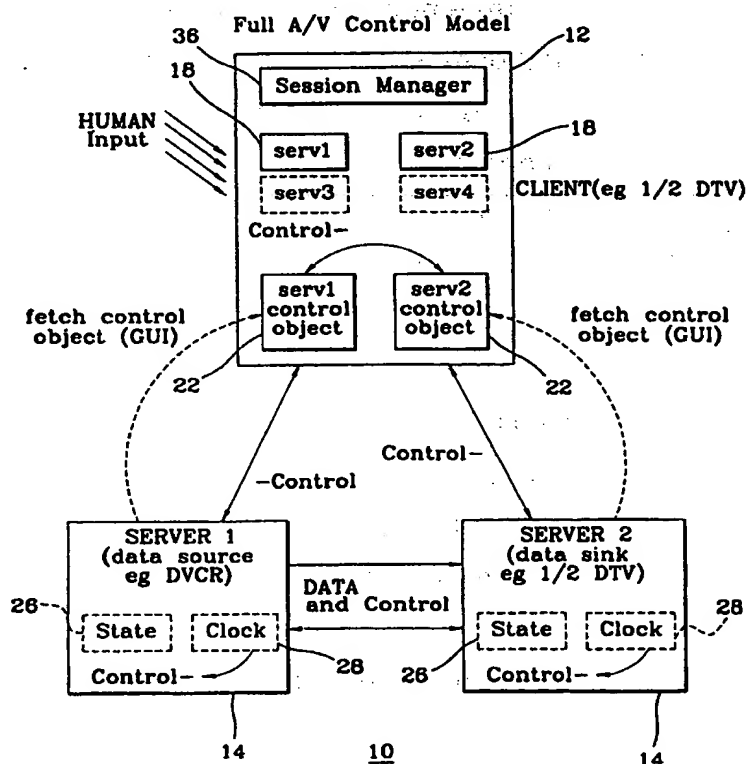 Full A/V Control Model
36
12
Session Manager
18
18
HUMAN
Input
serv1
serv2
serv3
serv4
CLIENT(eg 1/2 DTV)
Control-
serv1
control
object
serv2
control
object
fetch control
object (GUI)
fetch control
object (GUI)
22
22
Control-
-Control
SERVER 1
(data source
eg DVCR)
SERVER 2
(data sink
eg 1/2 DTV)
DATA
and Control
26
State
Clock
28
26
State
Clock
28
Control-
Control-
14
10
14